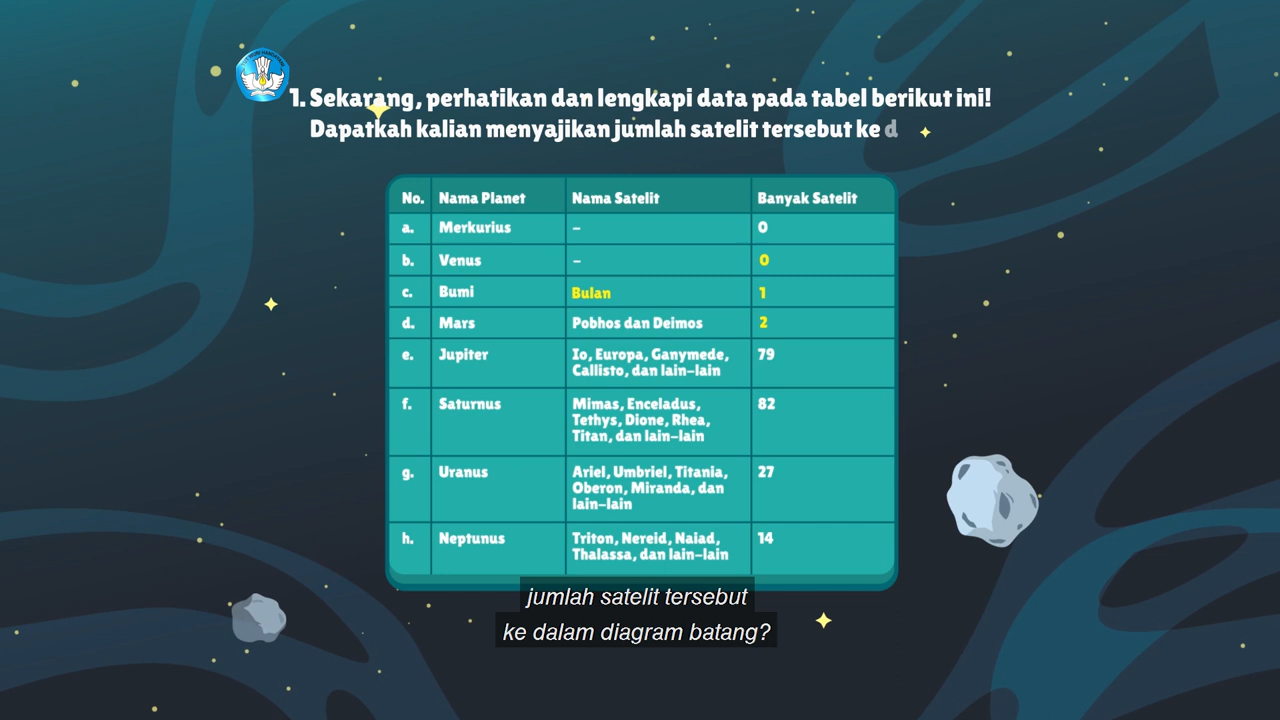 1. Sekarang, perhatikan dan lengkapi data pada tabel berikut ini!
Dapatkah kalian menyajikan jumlah satelit tersebut ke d
No. Nama Planet Nama Satelit Banyak Satelit
a. Merkurius – 0
b. Venus – 0
c. Bumi Bulan 1
d. Mars Pobhos dan Deimos 2
e. Jupiter Io, Europa, Ganymede, 79
Callisto, dan lain-lain
f. Saturnus Mimas, Enceladus, 82
Tethys, Dione, Rhea,
Titan, dan lain-lain
g. Uranus Ariel, Umbriel, Titania, 27
Oberon, Miranda, dan
lain-lain
h. Neptunus Triton, Nereid, Naiad, 14
Thalassa, dan lain-lain
jumlah satelit tersebut
ke dalam diagram batang?